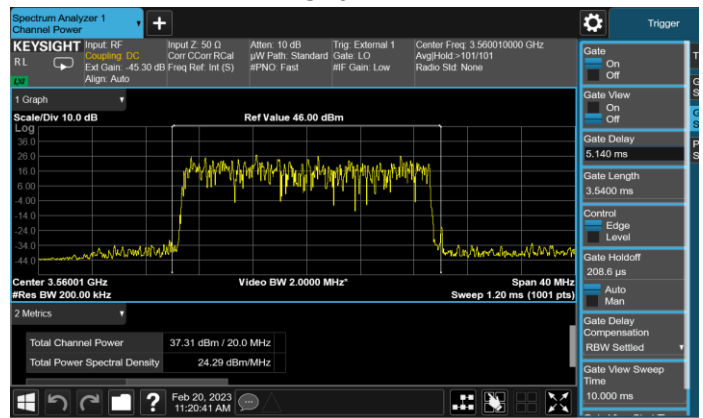 Spectrum Analyzer 1
Channel Power
Trigger
KEYSIGHT
RL
LXI
Input: RF
Coupling: DC
Ext Gain: -45.30 dB
Align: Auto
Input Z: 50 Ω
Corr CCorr RCal
Freq Ref: Int (S)
Atten: 10 dB
µW Path: Standard
#PNO: Fast
Trig: External 1
Gate: LO
#IF Gain: Low
Center Freq: 3.560010000 GHz
Avg|Hold:>101/101
Radio Std: None
1 Graph
Scale/Div 10.0 dB
Ref Value 46.00 dBm
Log
36.0
26.0
16.0
6.00
-4.00
-14.0
-24.0
-34.0
-44.0
Center 3.56001 GHz
Video BW 2.0000 MHz*
Span 40 MHz
#Res BW 200.00 kHz
Sweep 1.20 ms (1001 pts)
2 Metrics
Total Channel Power
37.31 dBm / 20.0 MHz
Total Power Spectral Density
24.29 dBm/MHz
Feb 20, 2023
11:20:41 AM
Gate
On
Off
Gate View
On
Off
Gate Delay
5.140 ms
Gate Length
3.5400 ms
Control
Edge
Level
Gate Holdoff
208.6 µs
Auto
Man
Gate Delay
Compensation
RBW Settled
Gate View Sweep
Time
10.000 ms
T
G
S
G
S
P
S